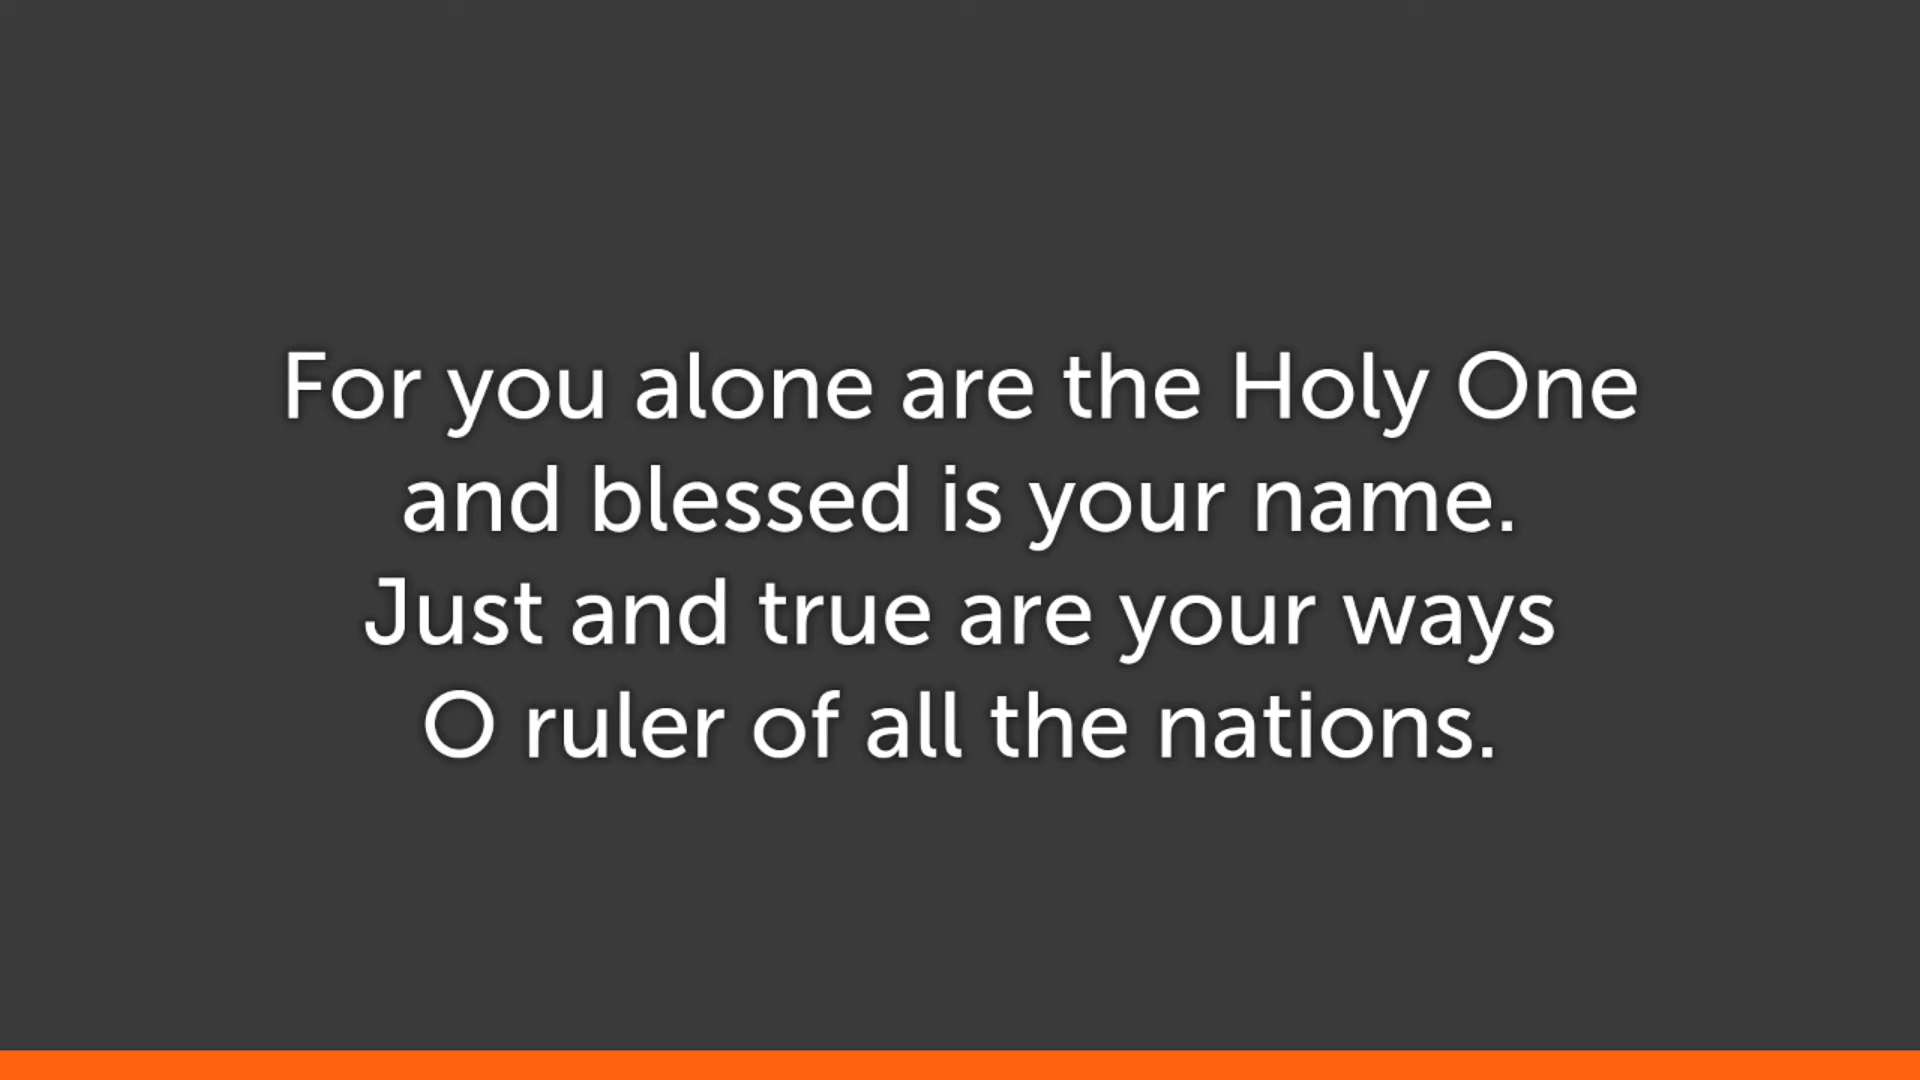 For you alone are the Holy One
and blessed is your name.
Just and true are your ways
O ruler of all the nations.